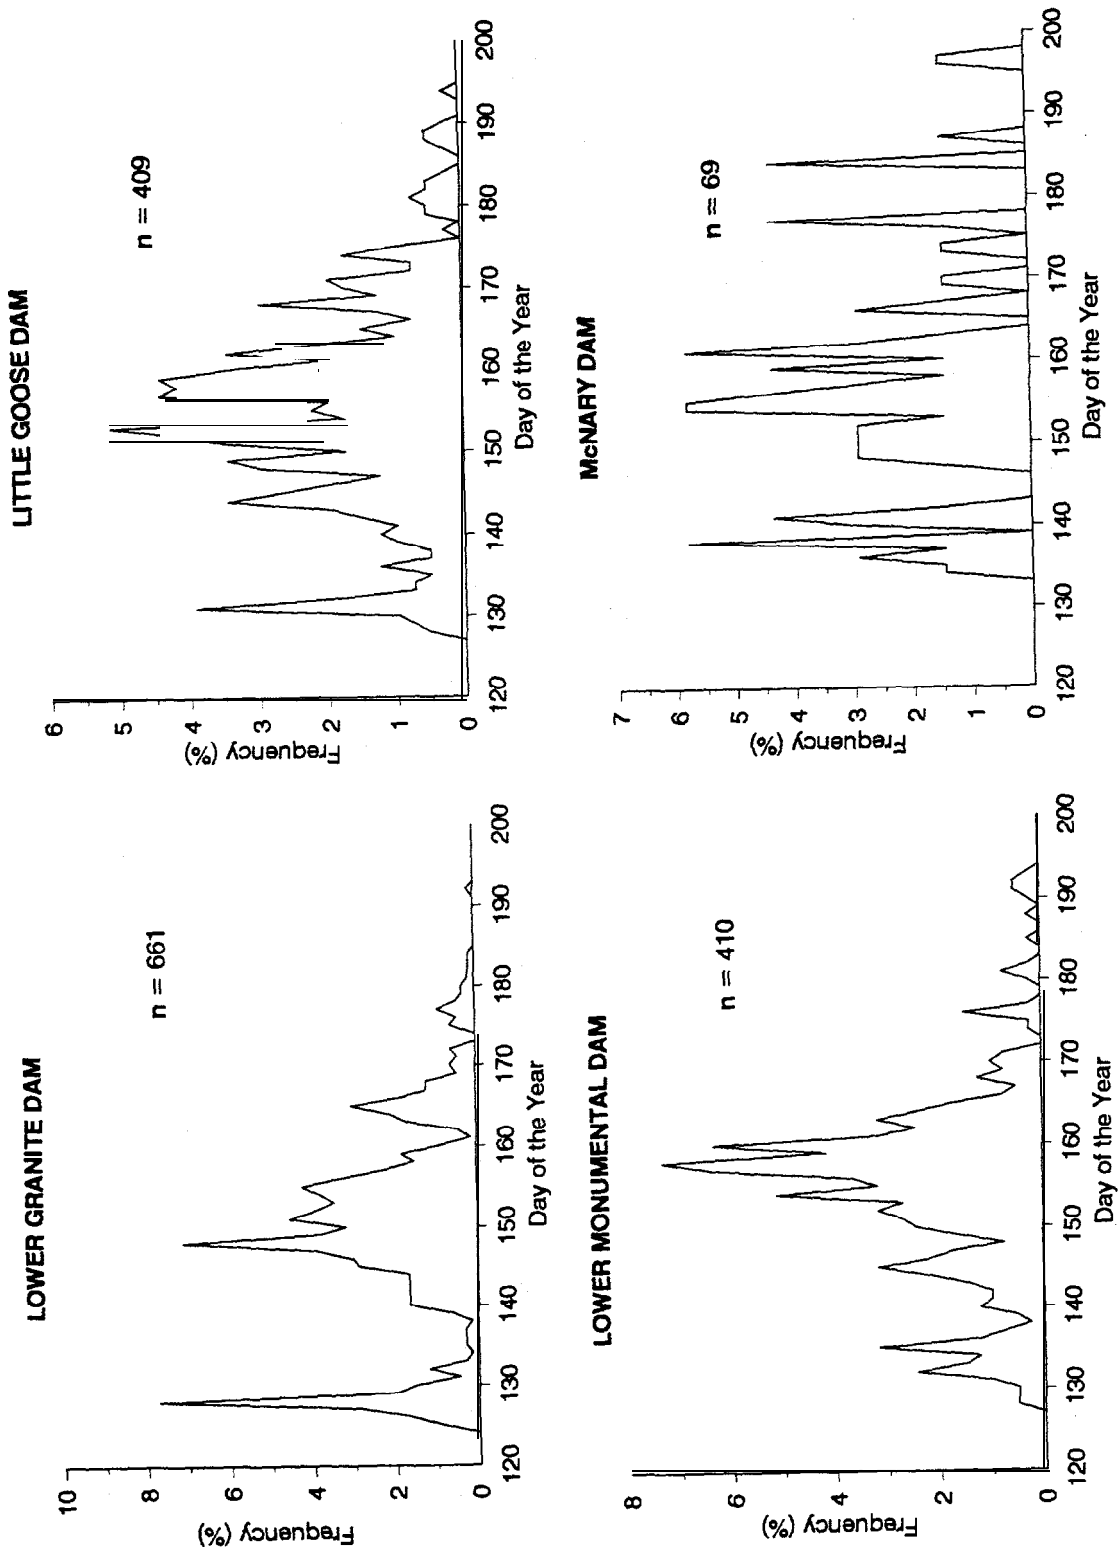 LOWER GRANITE DAM
n = 661
Frequency (%)
10
8
6
4
2
0
120 130 140 150 160 170 180 190 200
Day of the Year
LITTLE GOOSE DAM
n = 409
Frequency (%)
6
5
4
3
2
1
0
120 130 140 150 160 170 180 190 200
Day of the Year
LOWER MONUMENTAL DAM
n = 410
Frequency (%)
8
6
4
2
0
120 130 140 150 160 170 180 190 200
Day of the Year
McNARY DAM
n = 69
Frequency (%)
7
6
5
4
3
2
1
0
120 130 140 150 160 170 180 190 200
Day of the Year